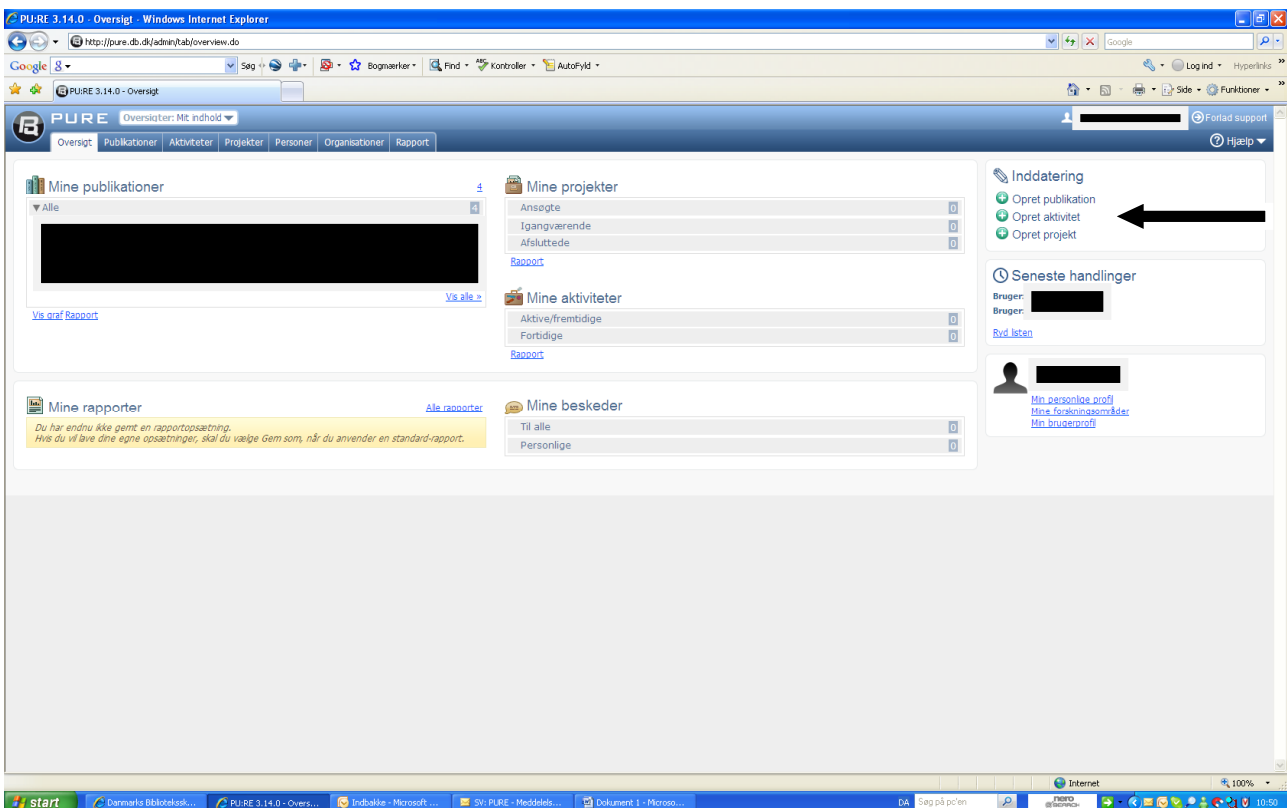 PU:RE 3.14.0 - Oversigt - Windows Internet Explorer
http://pure.db.dk/admin/tab/overview.do
Google
Google
Søg
Find
Kontroller
AutoFyld
Bogmærker
Log ind
Hyperlinks
PU:RE 3.14.0 - Oversigt
Side
Funktioner
PURE
Oversigter: Mit indhold
Forlad support
Oversigt Publikationer Aktiviteter Projekter Personer Organisationer Rapport
Hjælp
Mine publikationer 4
Alle 4
Vis alle »
Vis graf Rapport
Mine projekter
Ansøgte 0
Igangværende 0
Afsluttede 0
Rapport
Mine aktiviteter
Aktive/fremtidige 0
Fortidige 0
Rapport
Inddatering
Opret publikation
Opret aktivitet
Opret projekt
Seneste handlinger
Bruger:
Bruger:
Ryd listen
Min personlige profil
Mine forskningsområder
Min brugerprofil
Mine rapporter Alle rapporter
Du har endnu ikke gemt en rapportopsætning.
Hvis du vil lave dine egne opsætninger, skal du vælge Gem som, når du anvender en standard-rapport.
Mine beskeder
Til alle 0
Personlige 0
Internet
100%
start
Danmarks Biblioteкssk...
PU:RE 3.14.0 - Overs...
Indbakke - Microsoft ...
SV: PURE - Meddelels...
Dokument 1 - Microso...
DA
Søg på pc'en
nero
SEARCH
10:50